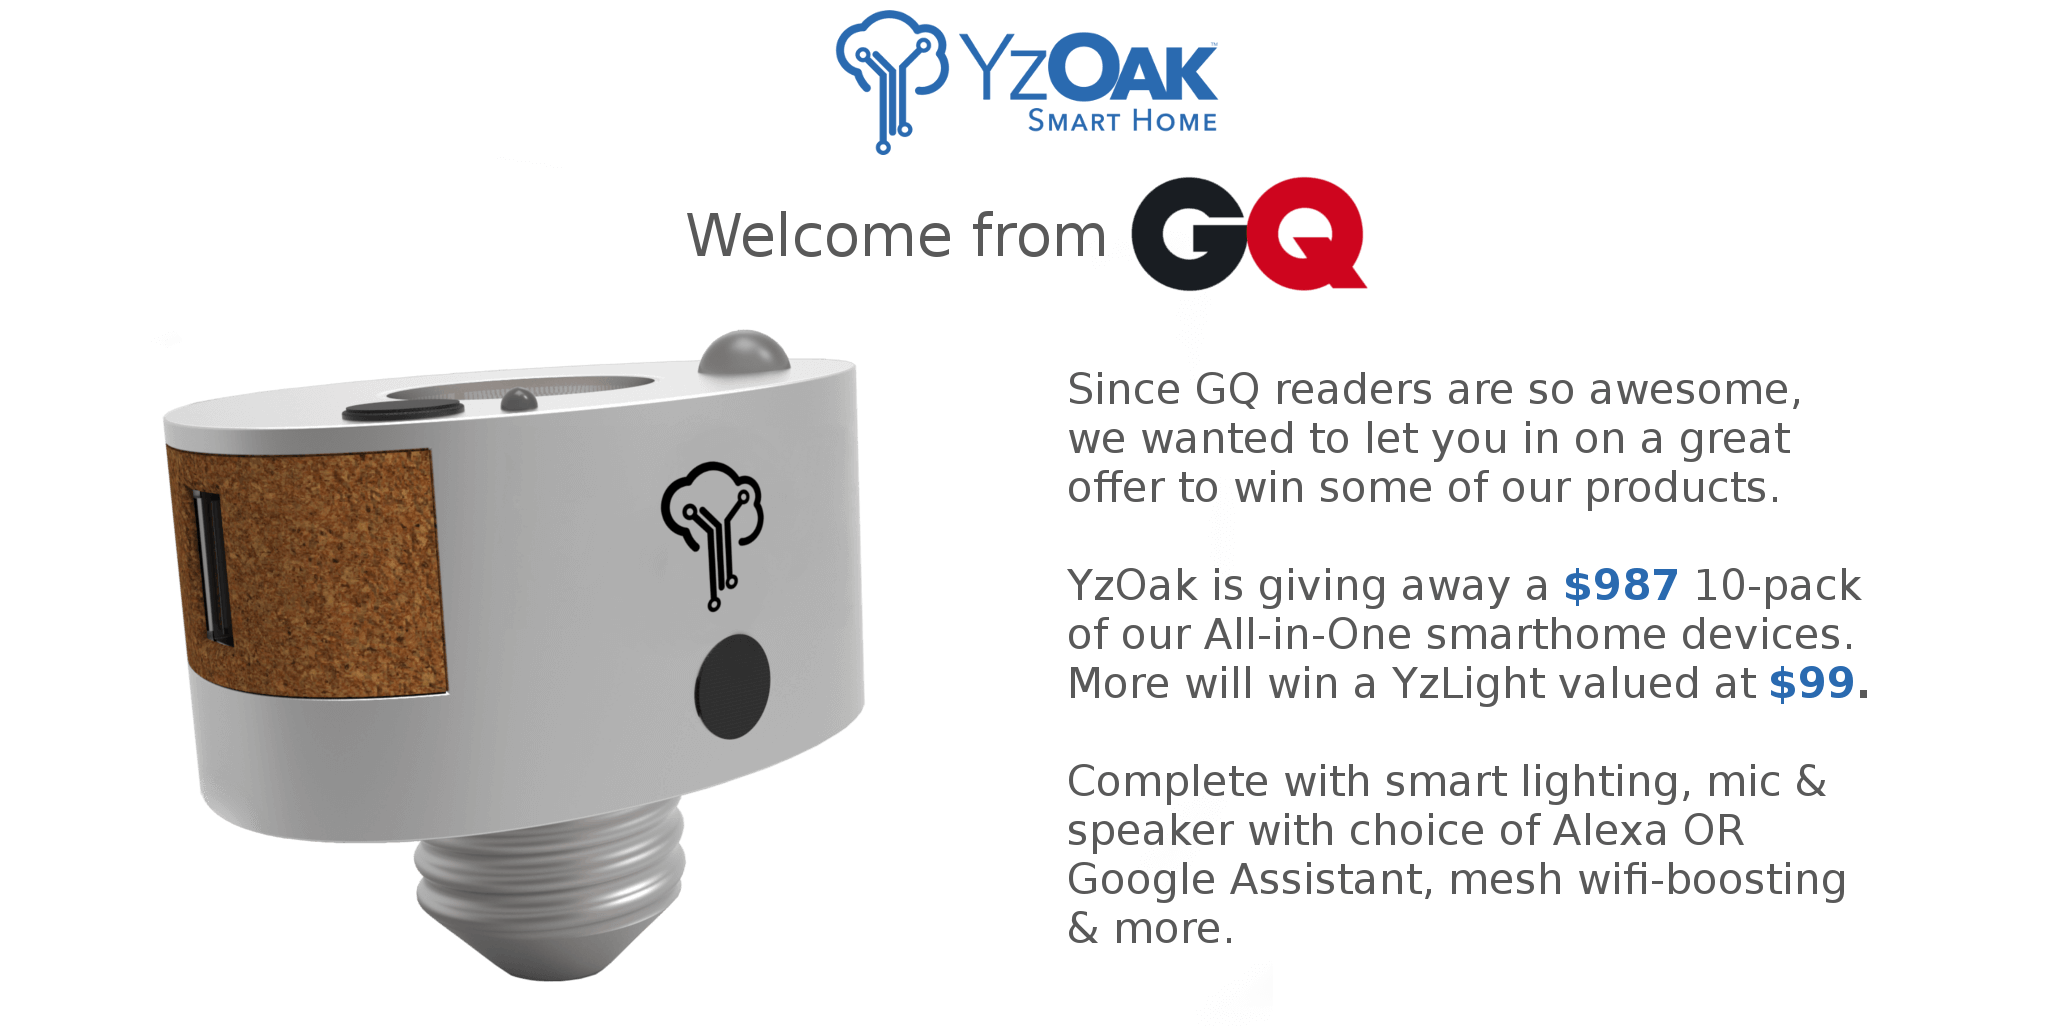 YzOAK™
SMART HOME
Welcome from GQ
Since GQ readers are so awesome,
we wanted to let you in on a great
offer to win some of our products.
YzOak is giving away a $987 10-pack
of our All-in-One smarthome devices.
More will win a YzLight valued at $99.
Complete with smart lighting, mic &
speaker with choice of Alexa OR
Google Assistant, mesh wifi-boosting
& more.